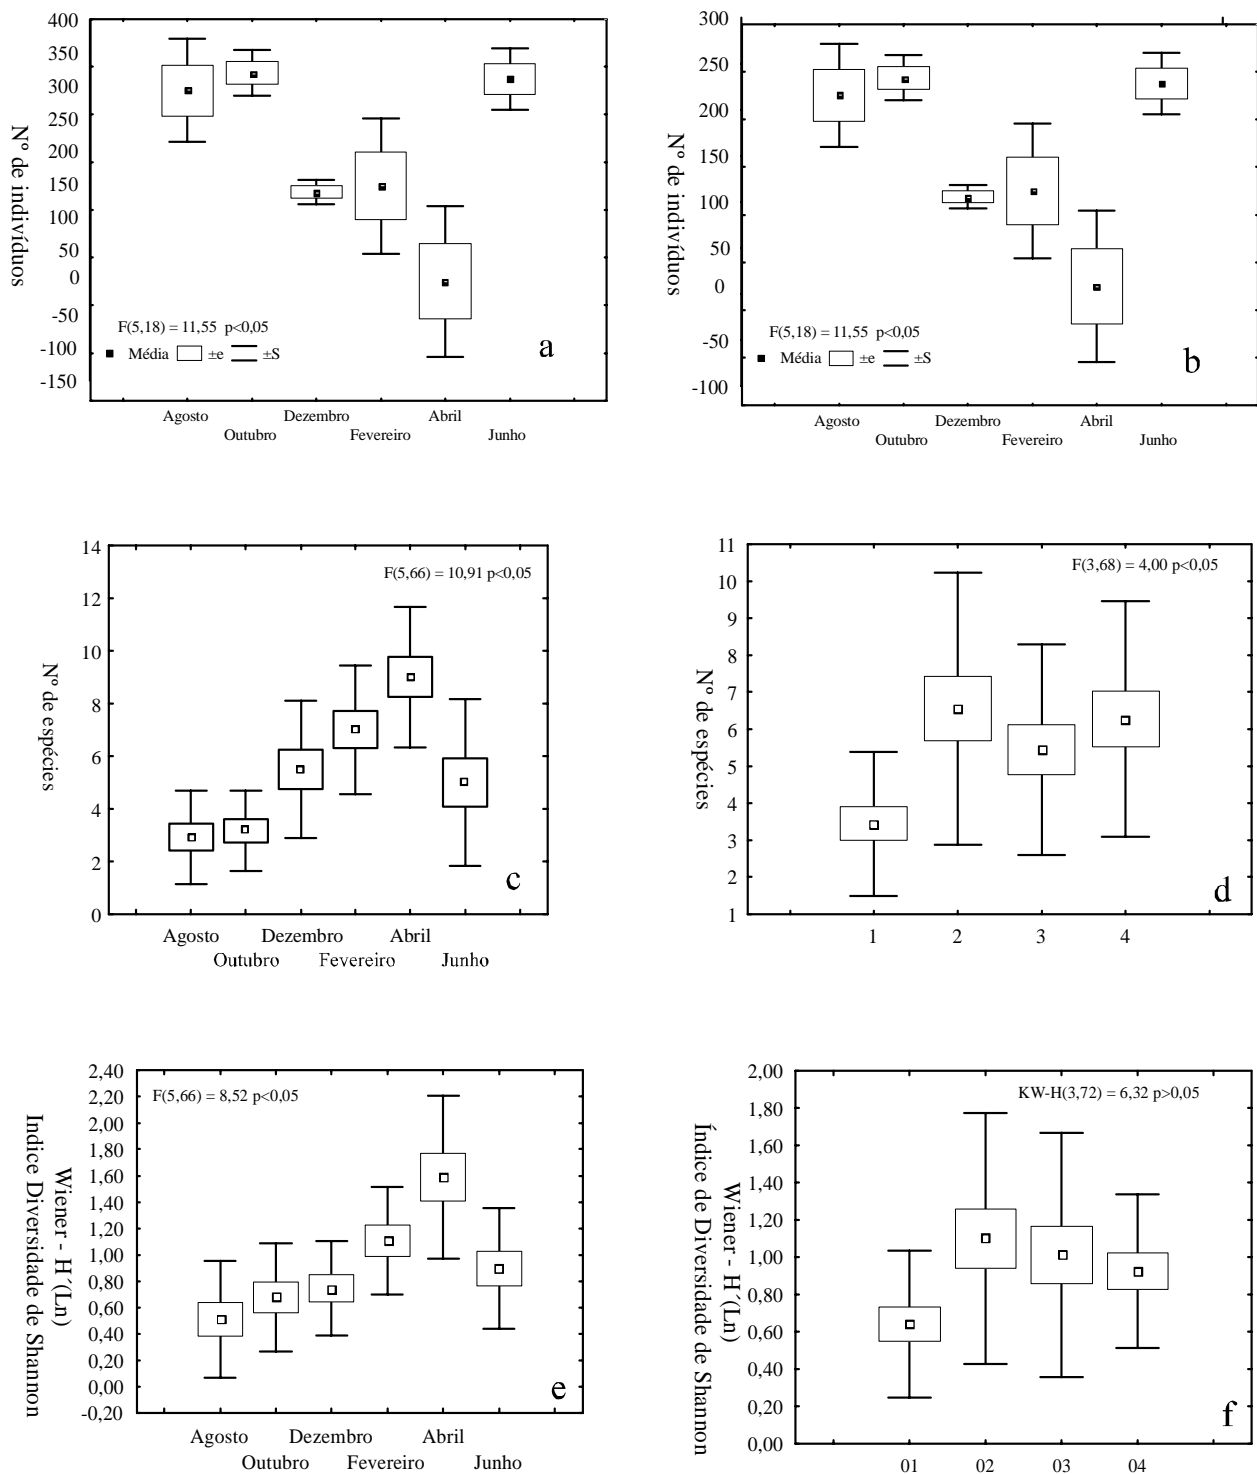 400
350
300
250
200
150
100
50
0
-50
-100
-150
Nº de indivíduos
F(5,18) = 11,55 p<0,05
Média ±e ±S
a
Agosto Dezembro Abril
Outubro Fevereiro Junho
300
250
200
150
100
50
0
-50
-100
Nº de indivíduos
F(5,18) = 11,55 p<0,05
Média ±e ±S
b
Agosto Dezembro Abril
Outubro Fevereiro Junho
14
12
10
8
6
4
2
0
Nº de espécies
F(5,66) = 10,91 p<0,05
c
Agosto Dezembro Abril
Outubro Fevereiro Junho
11
10
9
8
7
6
5
4
3
2
1
Nº de espécies
F(3,68) = 4,00 p<0,05
d
1 2 3 4
2,40
2,20
2,00
1,80
1,60
1,40
1,20
1,00
0,80
0,60
0,40
0,00
-0,20
Indice Diversidade de Shannon
Wiener - H´(Ln)
F(5,66) = 8,52 p<0,05
e
Agosto Dezembro Abril
Outubro Fevereiro Junho
2,00
1,80
1,60
1,40
1,20
1,00
0,80
0,60
0,40
0,20
0,00
Índice de Diversidade de Shannon
Wiener - H´(Ln)
KW-H(3,72) = 6,32 p>0,05
f
01 02 03 04